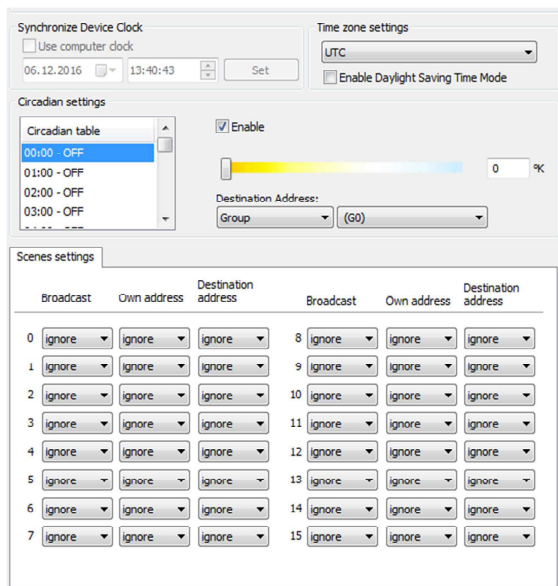 Synchronize Device Clock
Use computer clock
06.12.2016 13:40:43 Set
Time zone settings
UTC
Enable Daylight Saving Time Mode
Circadian settings
Circadian table
00:00 - OFF
01:00 - OFF
02:00 - OFF
03:00 - OFF
Enable
0 °K
Destination Address:
Group (G0)
Scenes settings
Broadcast Own address Destination address Broadcast Own address Destination address
0 ignore ignore ignore 8 ignore ignore ignore
1 ignore ignore ignore 9 ignore ignore ignore
2 ignore ignore ignore 10 ignore ignore ignore
3 ignore ignore ignore 11 ignore ignore ignore
4 ignore ignore ignore 12 ignore ignore ignore
5 ignore ignore ignore 13 ignore ignore ignore
6 ignore ignore ignore 14 ignore ignore ignore
7 ignore ignore ignore 15 ignore ignore ignore